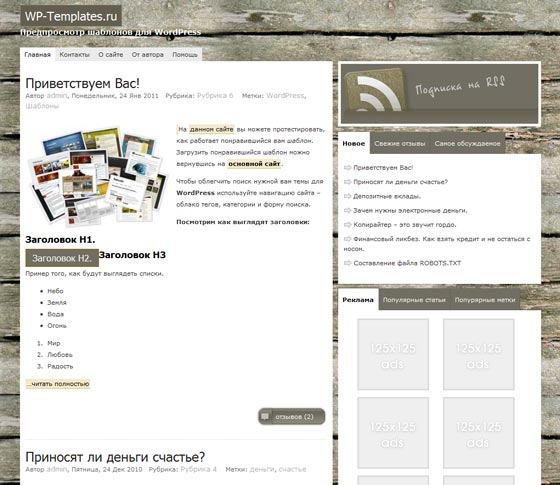 WP-Templates.ru
Предпросмотр шаблонов для WordPress
Главная Контакты О сайте От автора Помощь
Приветствуем Вас!
Автор admin, Понедельник, 24 Янв 2011 Рубрика: Рубрика 6 Метки: WordPress,
Шаблоны
На данном сайте вы можете протестировать,
как работает понравившийся вам шаблон.
Загрузить понравившийся шаблон можно
вернувшись на основной сайт.
Чтобы облегчить поиск нужной вам темы для
WordPress используйте навигацию сайта –
облако тегов, категории и форму поиска.
Посмотрим как выглядят заголовки:
Заголовок H1.
Заголовок H2. Заголовок H3
Пример того, как будут выглядеть списки.
• Небо
• Земля
• Вода
• Огонь
1. Мир
2. Любовь
3. Радость
...читать полностью
отзывов (2)
Приносят ли деньги счастье?
Автор admin, Пятница, 24 Дек 2010 Рубрика: Рубрика 4 Метки: деньги, счастье
Подписка на RSS
Новое Свежие отзывы Самое обсуждаемое
Приветствуем Вас!
Приносят ли деньги счастье?
Депозитные вклады.
Зачем нужны электронные деньги.
Копирайтер – это звучит гордо.
Финансовый ликбез. Как взять кредит и не остаться с
носом.
Составление файла ROBOTS.TXT
Реклама Популярные статьи Популярные метки
125x125 125x125
ads ads
125x125 125x125
ads ads